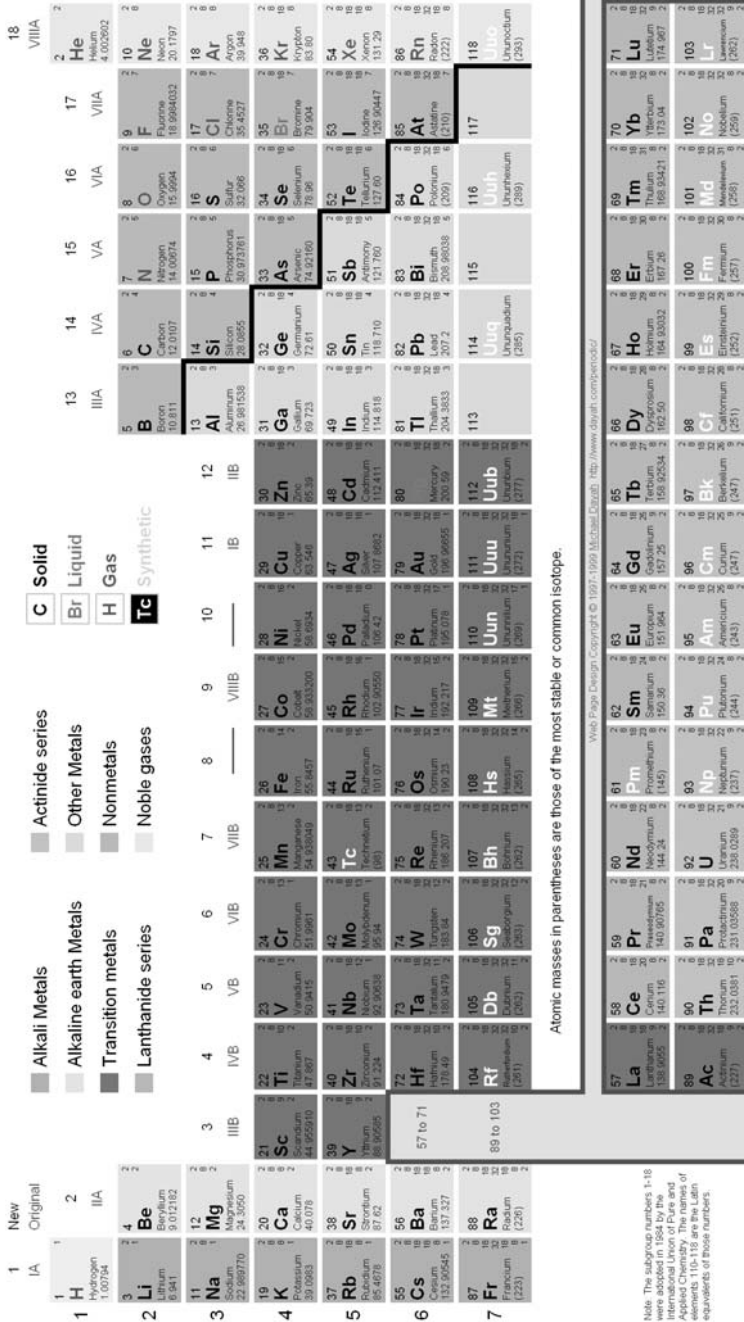 1 New 18
IA Original VIIIA
1 2 13 14 15 16 17 2
H IIA IIIA IVA VA VIA VIIA He
Hydrogen Helium
1.00794 4.002602
Alkali Metals Actinide series C Solid
Alkaline earth Metals Other Metals Br Liquid
Transition metals Nonmetals H Gas
Lanthanide series Noble gases Tc Synthetic
2
3 4 5 6 7 8 9 10
Li Be B C N O F Ne
Lithium Beryllium Boron Carbon Nitrogen Oxygen Fluorine Neon
6.941 9.012182 10.811 12.0107 14.00674 15.9994 18.9984032 20.1797
3 4 5 6 7 8 9 10 11 12
IIIB IVB VB VIB VIIB VIIIB IB IIB
3
11 12 13 14 15 16 17 18
Na Mg Al Si P S Cl Ar
Sodium Magnesium Aluminum Silicon Phosphorus Sulfur Chlorine Argon
22.989770 24.3050 26.981538 28.0855 30.973761 32.066 35.4527 39.948
4
19 20 21 22 23 24 25 26 27 28 29 30 31 32 33 34 35 36
K Ca Sc Ti V Cr Mn Fe Co Ni Cu Zn Ga Ge As Se Br Kr
Potassium Calcium Scandium Titanium Vanadium Chromium Manganese Iron Cobalt Nickel Copper Zinc Gallium Germanium Arsenic Selenium Bromine Krypton
39.0983 40.078 44.955910 47.867 50.9415 51.9961 54.938049 55.8457 58.933200 58.6934 63.546 65.39 69.723 72.61 74.92160 78.96 79.904 83.80
5
37 38 39 40 41 42 43 44 45 46 47 48 49 50 51 52 53 54
Rb Sr Y Zr Nb Mo Tc Ru Rh Pd Ag Cd In Sn Sb Te I Xe
Rubidium Strontium Yttrium Zirconium Niobium Molybdenum Technetium Ruthenium Rhodium Palladium Silver Cadmium Indium Tin Antimony Tellurium Iodine Xenon
85.4678 87.62 88.90585 91.224 92.90638 95.94 (98) 101.07 102.90550 106.42 107.8682 112.411 114.818 118.710 121.760 127.60 126.90447 131.29
6
55 56 57 to 71 72 73 74 75 76 77 78 79 80 81 82 83 84 85 86
Cs Ba Hf Ta W Re Os Ir Pt Au Tl Pb Bi Po At Rn
Cesium Barium Hafnium Tantalum Tungsten Rhenium Osmium Iridium Platinum Gold Mercury Thallium Lead Bismuth Polonium Astatine Radon
132.90545 137.327 178.49 180.9479 183.84 186.207 190.23 192.217 195.078 196.96655 200.59 204.3833 207.2 208.98038 (209) (210) (222)
7
87 88 89 to 103 104 105 106 107 108 109 110 111 112 113 114 115 116 117 118
Fr Ra Rf Db Sg Bh Hs Mt Uun Uuu Uub Uuq Uuh Uuo
Francium Radium Rutherfordium Dubnium Seaborgium Bohrium Hassium Meitnerium Ununnilium Unununium Ununbium Ununquadium Ununhexium Ununoctium
(223) (226) (261) (262) (263) (262) (265) (266) (269) (272) (277) (285) (289) (293)
Atomic masses in parentheses are those of the most stable or common isotope.
Web Page Design Copyright © 1997-1999 Michael Dayah. http://www.dayah.com/periodic/
Note: The subgroup numbers 1-18
were adopted in 1984 by the
International Union of Pure and
Applied Chemistry. The names of
elements 110-118 are the Latin
equivalents of those numbers.
57 58 59 60 61 62 63 64 65 66 67 68 69 70 71
La Ce Pr Nd Pm Sm Eu Gd Tb Dy Ho Er Tm Yb Lu
Lanthanum Cerium Praseodymium Neodymium Promethium Samarium Europium Gadolinium Terbium Dysprosium Holmium Erbium Thulium Ytterbium Lutetium
138.9055 140.116 140.90765 144.24 (145) 150.36 151.964 157.25 158.92534 162.50 164.93032 167.26 168.93421 173.04 174.967
89 90 91 92 93 94 95 96 97 98 99 100 101 102 103
Ac Th Pa U Np Pu Am Cm Bk Cf Es Fm Md No Lr
Actinium Thorium Protactinium Uranium Neptunium Plutonium Americium Curium Berkelium Californium Einsteinium Fermium Mendelevium Nobelium Lawrencium
(227) 232.0381 231.03588 238.0289 (237) (244) (243) (247) (247) (251) (252) (257) (258) (259) (262)